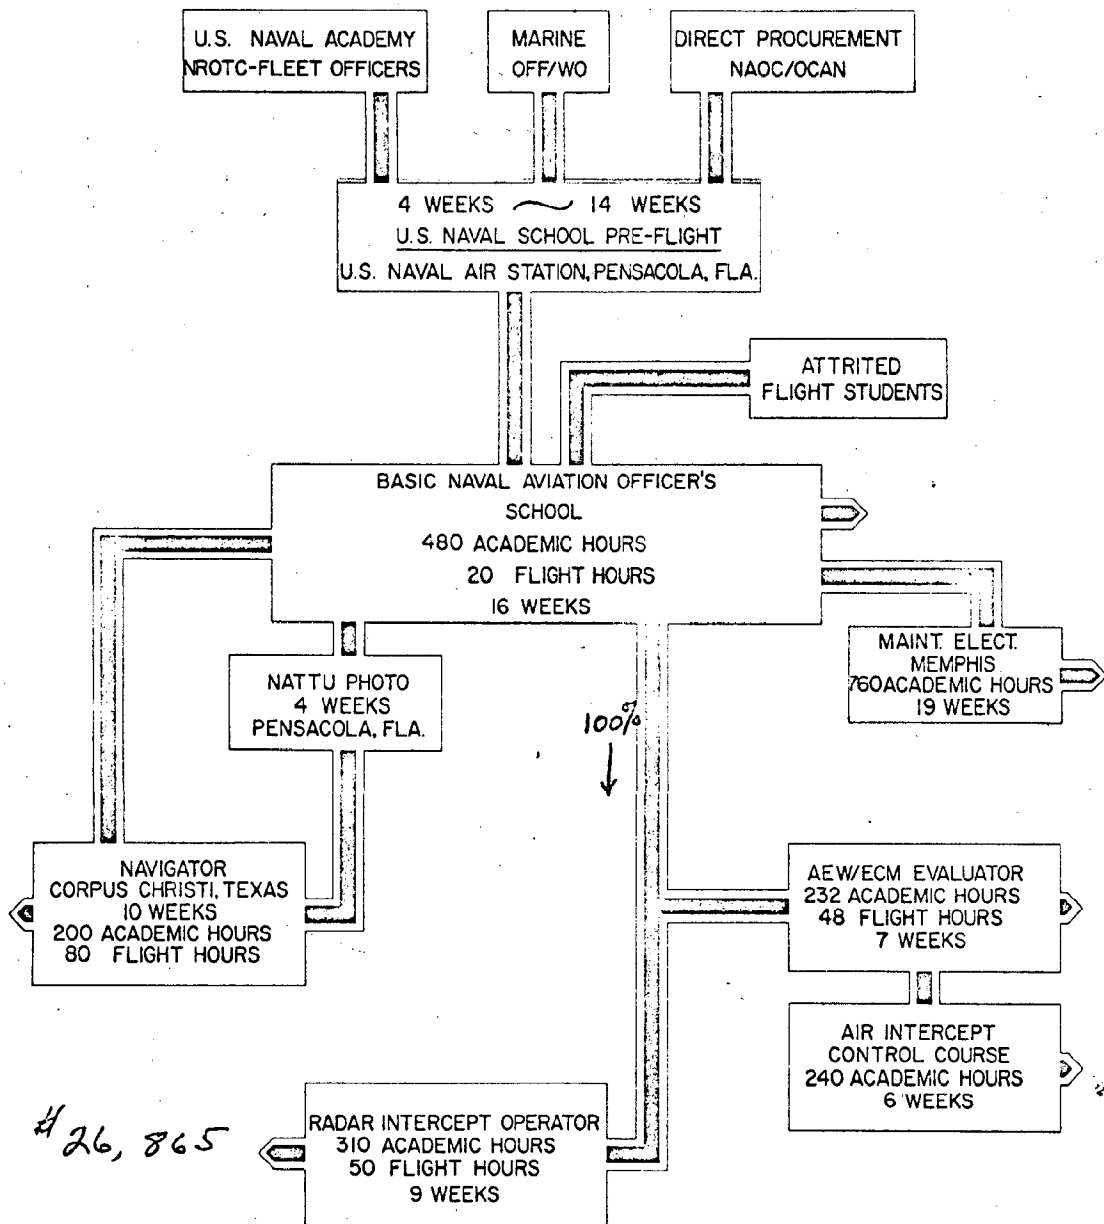 U.S. NAVAL ACADEMY
NROTC-FLEET OFFICERS
MARINE
OFF/WO
DIRECT PROCUREMENT
NAOC/OCAN
4 WEEKS ~ 14 WEEKS
U.S. NAVAL SCHOOL PRE-FLIGHT
U.S. NAVAL AIR STATION, PENSACOLA, FLA.
ATTRITED
FLIGHT STUDENTS
BASIC NAVAL AVIATION OFFICER'S
SCHOOL
480 ACADEMIC HOURS
20 FLIGHT HOURS
16 WEEKS
MAINT. ELECT.
MEMPHIS
760 ACADEMIC HOURS
19 WEEKS
NATTU PHOTO
4 WEEKS
PENSACOLA, FLA.
100%
NAVIGATOR
CORPUS CHRISTI, TEXAS
10 WEEKS
200 ACADEMIC HOURS
80 FLIGHT HOURS
AEW/ECM EVALUATOR
232 ACADEMIC HOURS
48 FLIGHT HOURS
7 WEEKS
AIR INTERCEPT
CONTROL COURSE
240 ACADEMIC HOURS
6 WEEKS
RADAR INTERCEPT OPERATOR
310 ACADEMIC HOURS
50 FLIGHT HOURS
9 WEEKS
# 26, 865